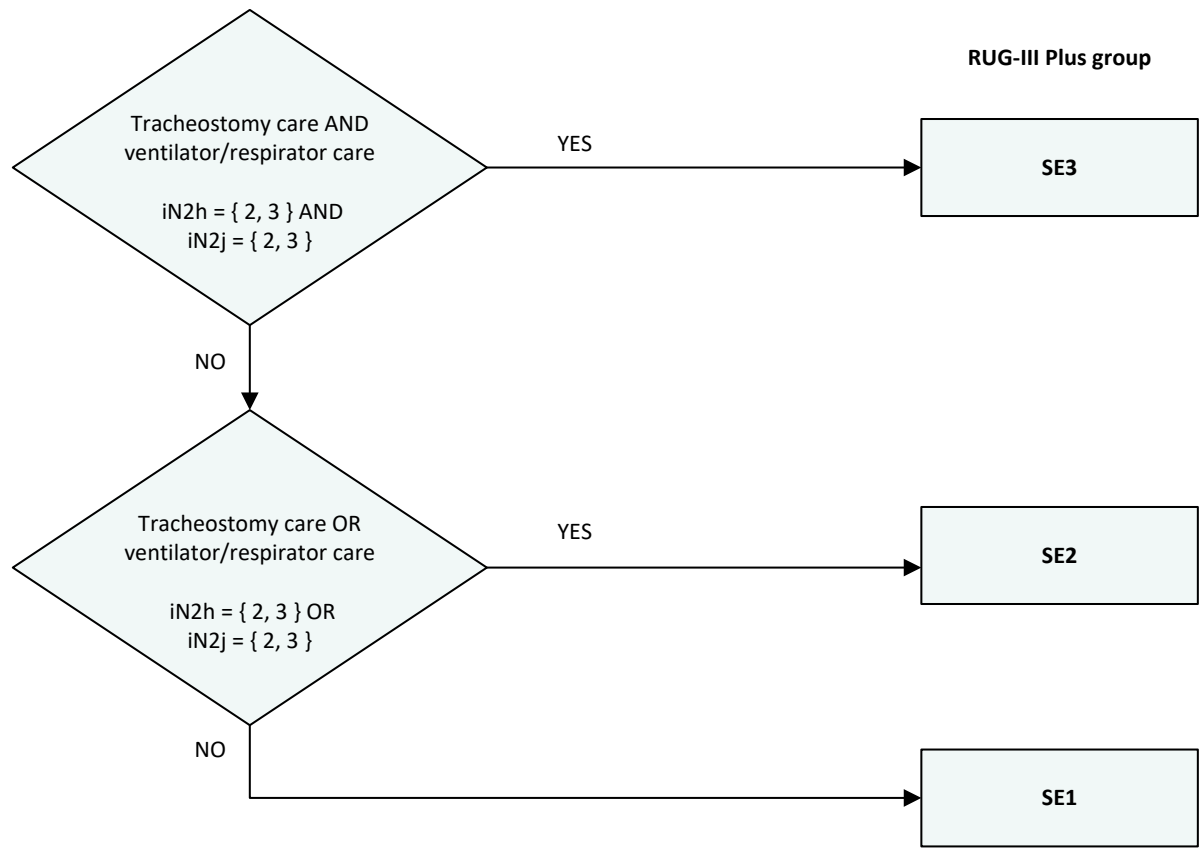 RUG-III Plus group
Tracheostomy care AND
ventilator/respirator care
iN2h = { 2, 3 } AND
iN2j = { 2, 3 }
YES
SE3
NO
Tracheostomy care OR
ventilator/respirator care
iN2h = { 2, 3 } OR
iN2j = { 2, 3 }
YES
SE2
NO
SE1